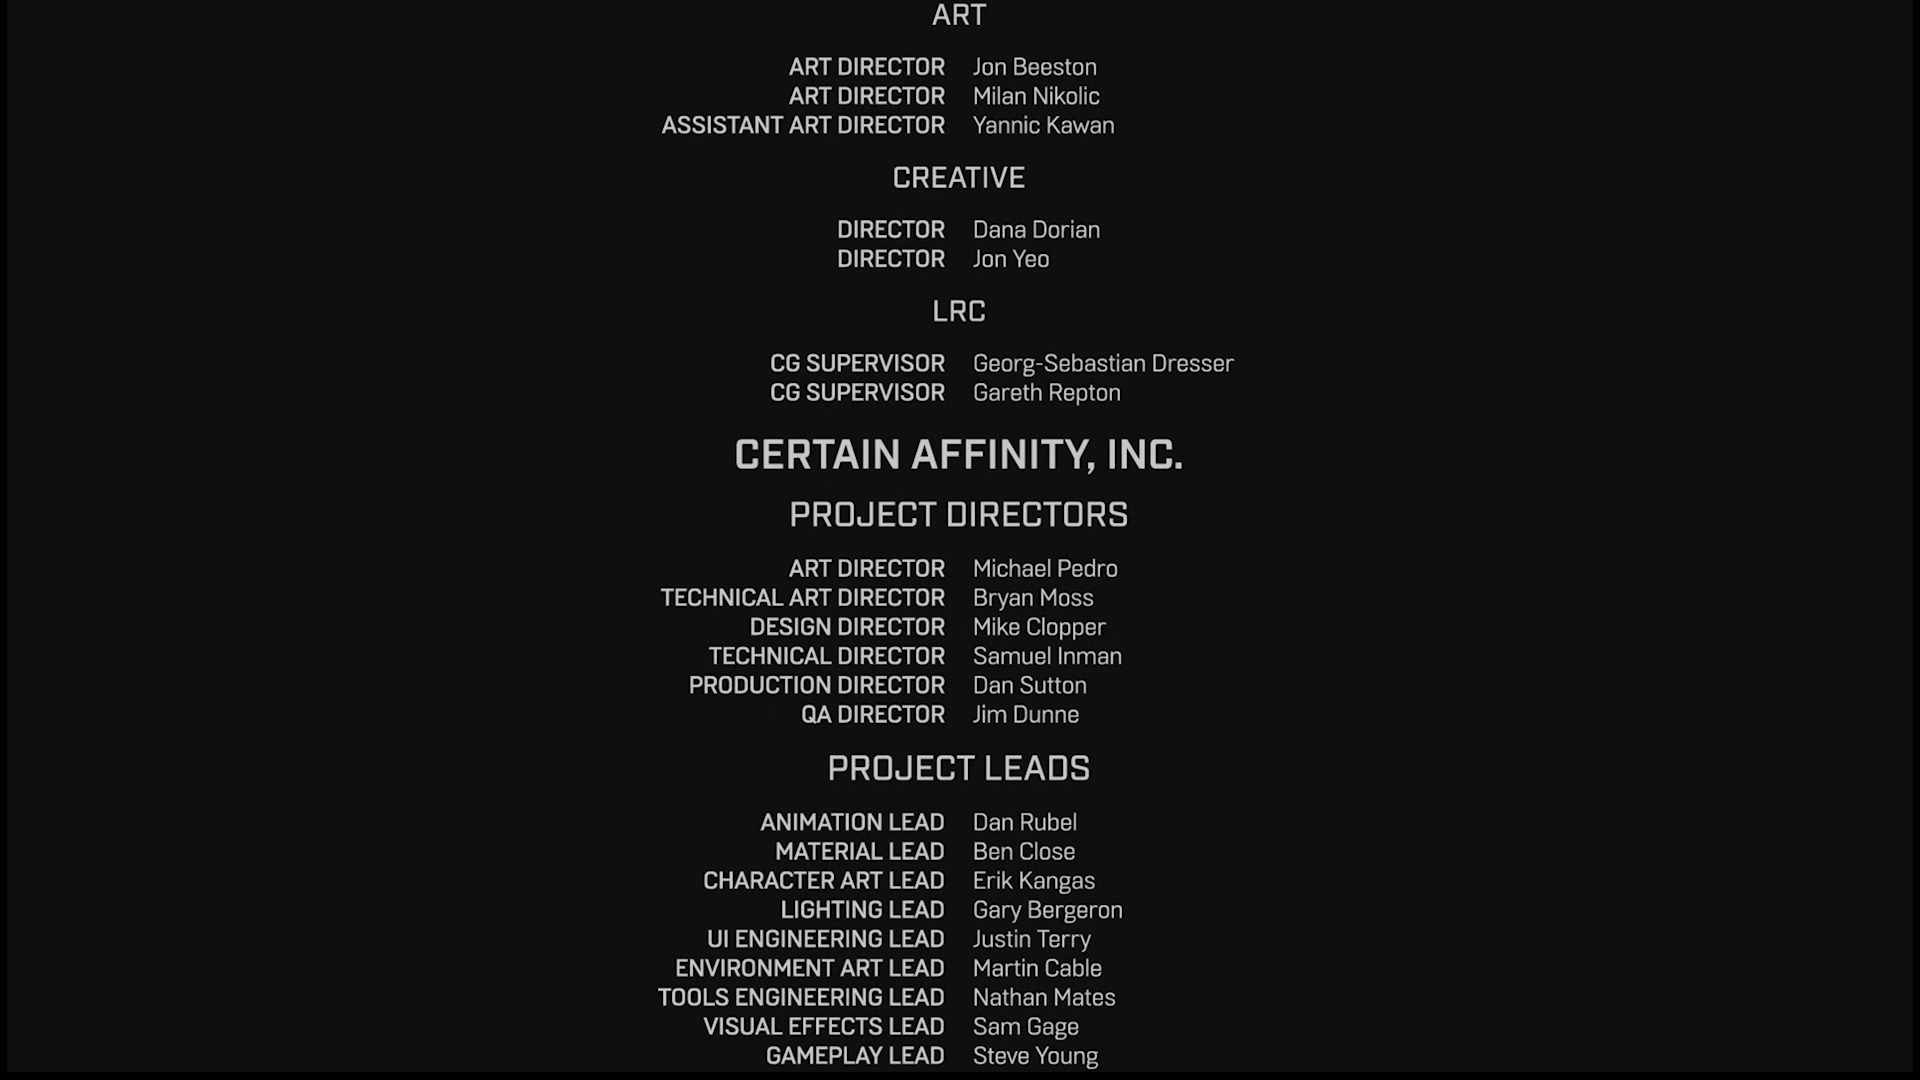 ART
ART DIRECTOR Jon Beeston
ART DIRECTOR Milan Nikolic
ASSISTANT ART DIRECTOR Yannic Kawan
CREATIVE
DIRECTOR Dana Dorian
DIRECTOR Jon Yeo
LRC
CG SUPERVISOR Georg-Sebastian Dresser
CG SUPERVISOR Gareth Repton
CERTAIN AFFINITY, INC.
PROJECT DIRECTORS
ART DIRECTOR Michael Pedro
TECHNICAL ART DIRECTOR Bryan Moss
DESIGN DIRECTOR Mike Clopper
TECHNICAL DIRECTOR Samuel Inman
PRODUCTION DIRECTOR Dan Sutton
QA DIRECTOR Jim Dunne
PROJECT LEADS
ANIMATION LEAD Dan Rubel
MATERIAL LEAD Ben Close
CHARACTER ART LEAD Erik Kangas
LIGHTING LEAD Gary Bergeron
UI ENGINEERING LEAD Justin Terry
ENVIRONMENT ART LEAD Martin Cable
TOOLS ENGINEERING LEAD Nathan Mates
VISUAL EFFECTS LEAD Sam Gage
GAMEPLAY LEAD Steve Young